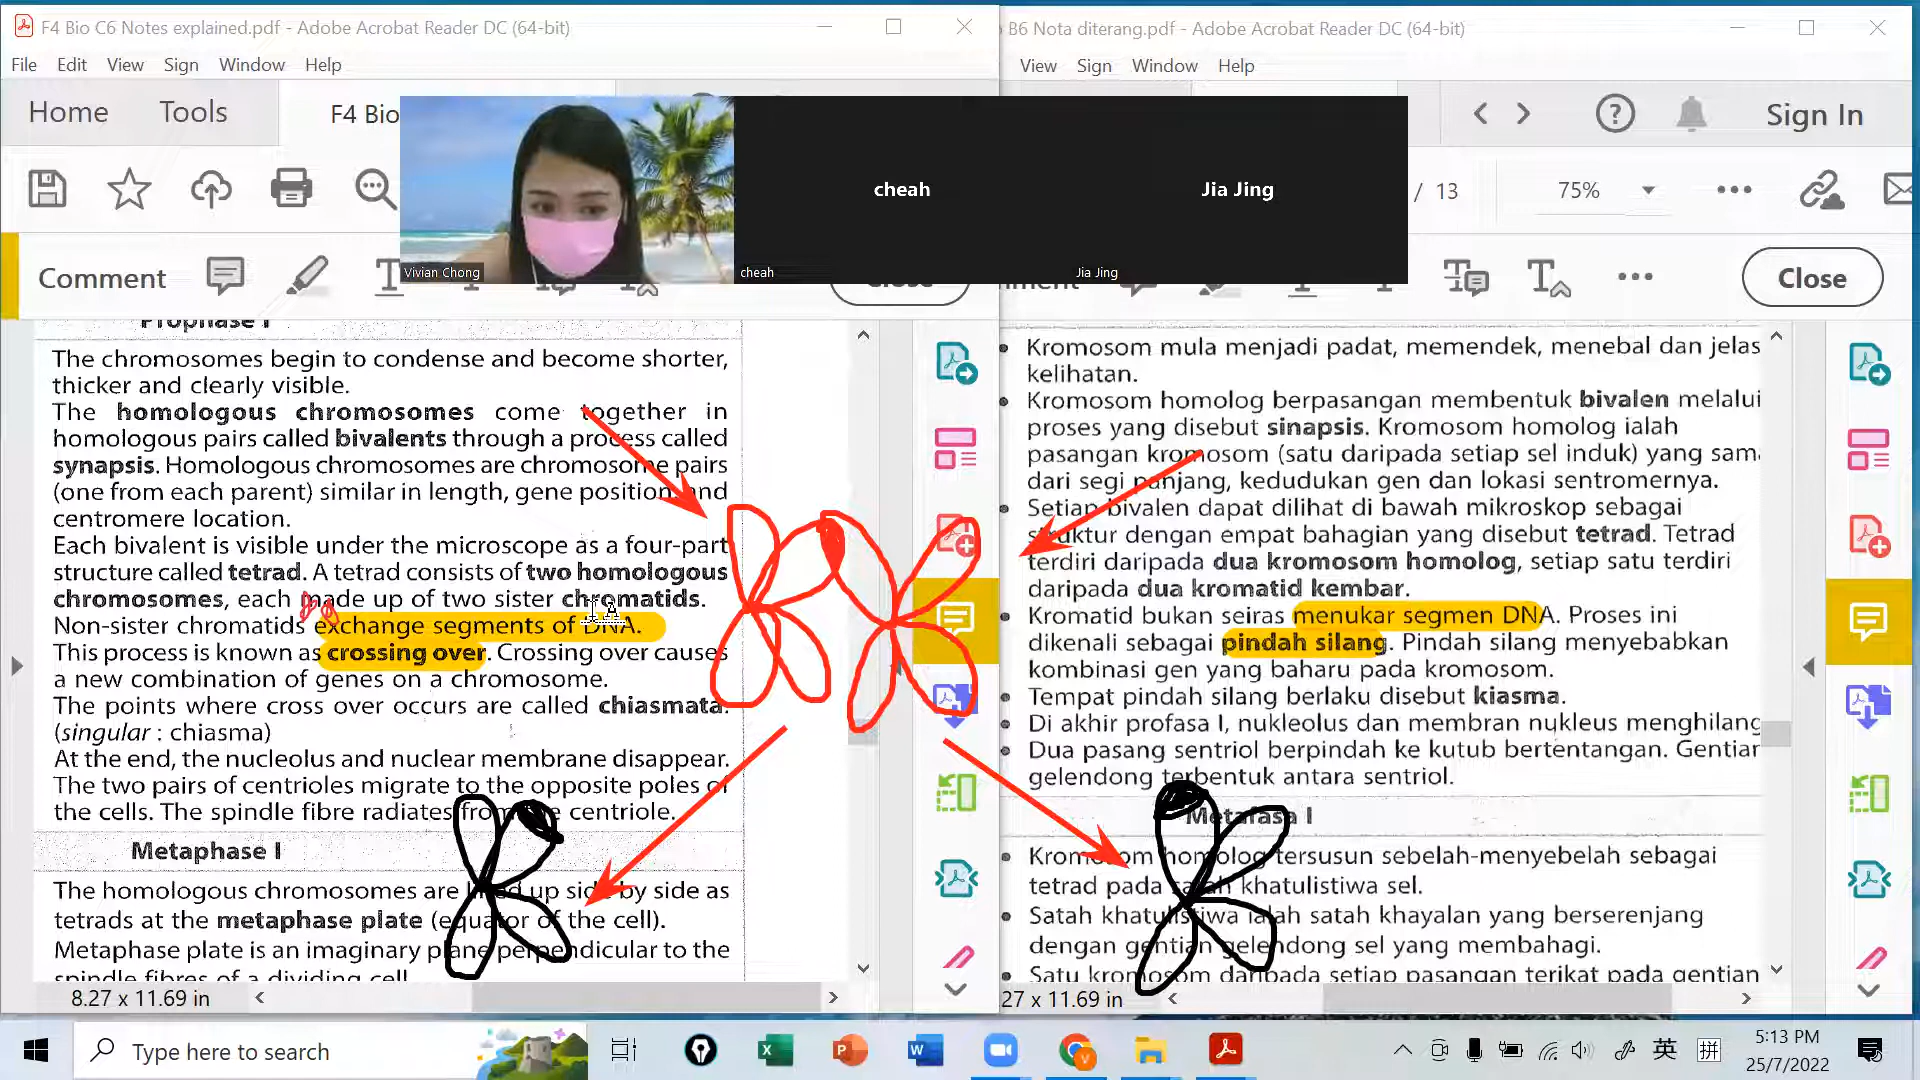 F4 Bio C6 Notes explained.pdf - Adobe Acrobat Reader DC (64-bit)
B6 Nota diterang.pdf - Adobe Acrobat Reader DC (64-bit)
File Edit View Sign Window Help
View Sign Window Help
Home Tools F4 Bio
Sign In
cheah
Jia Jing
/ 13
75%
Vivian Chong
cheah
Jia Jing
Comment
Close
Prophase I
The chromosomes begin to condense and become shorter,
thicker and clearly visible.
The homologous chromosomes come together in
homologous pairs called bivalents through a process called
synapsis. Homologous chromosomes are chromosome pairs
(one from each parent) similar in length, gene position and
centromere location.
Each bivalent is visible under the microscope as a four-part
structure called tetrad. A tetrad consists of two homologous
chromosomes, each made up of two sister chromatids.
Non-sister chromatids exchange segments of DNA.
This process is known as crossing over. Crossing over causes
a new combination of genes on a chromosome.
The points where cross over occurs are called chiasmata.
(singular : chiasma)
At the end, the nucleolus and nuclear membrane disappear.
The two pairs of centrioles migrate to the opposite poles of
the cells. The spindle fibre radiates from centriole.
Metaphase I
The homologous chromosomes are lined up side by side as
tetrads at the metaphase plate (equator of the cell).
Metaphase plate is an imaginary plane perpendicular to the
spindle fibres of a dividing cell.
8.27 x 11.69 in
• Kromosom mula menjadi padat, memendek, menebal dan jelas
kelihatan.
• Kromosom homolog berpasangan membentuk bivalen melalui
proses yang disebut sinapsis. Kromosom homolog ialah
pasangan kromosom (satu daripada setiap sel induk) yang sam
dari segi panjang, kedudukan gen dan lokasi sentromernya.
• Setiap bivalen dapat dilihat di bawah mikroskop sebagai
struktur dengan empat bahagian yang disebut tetrad. Tetrad
terdiri daripada dua kromosom homolog, setiap satu terdiri
daripada dua kromatid kembar.
• Kromatid bukan seiras menukar segmen DNA. Proses ini
dikenali sebagai pindah silang. Pindah silang menyebabkan
kombinasi gen yang baharu pada kromosom.
• Tempat pindah silang berlaku disebut kiasma.
• Di akhir profasa I, nukleolus dan membran nukleus menghilang
• Dua pasang sentriol berpindah ke kutub bertentangan. Gentian
gelendong terbentuk antara sentriol.
Metafasa I
• Kromosom homolog tersusun sebelah-menyebelah sebagai
tetrad pada satah khatulistiwa sel.
• Satah khatulistiwa ialah satah khayalan yang berserenjang
dengan gentian gelendong sel yang membahagi.
• Satu kromosom daripada setiap pasangan terikat pada gentian
27 x 11.69 in
Type here to search
英 拼
5:13 PM
25/7/2022